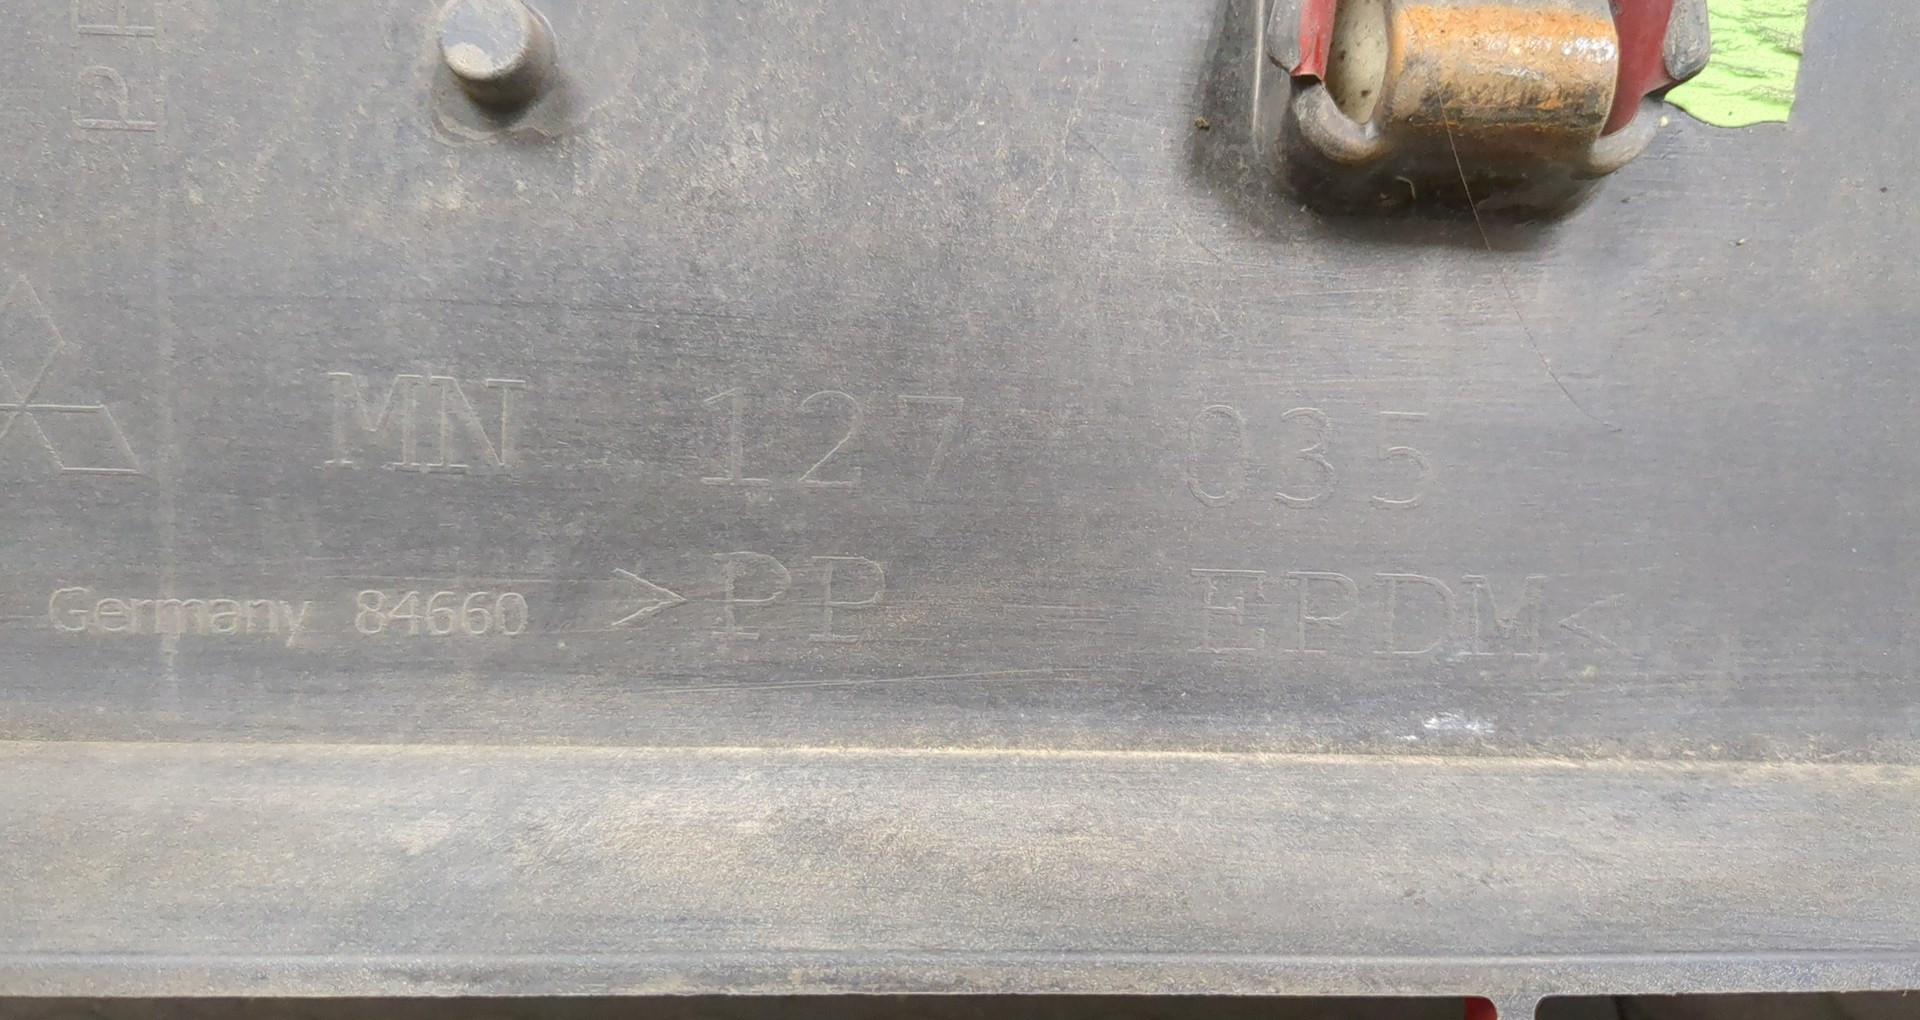 MN 127 035
Germany 84660 >PP EPDM<